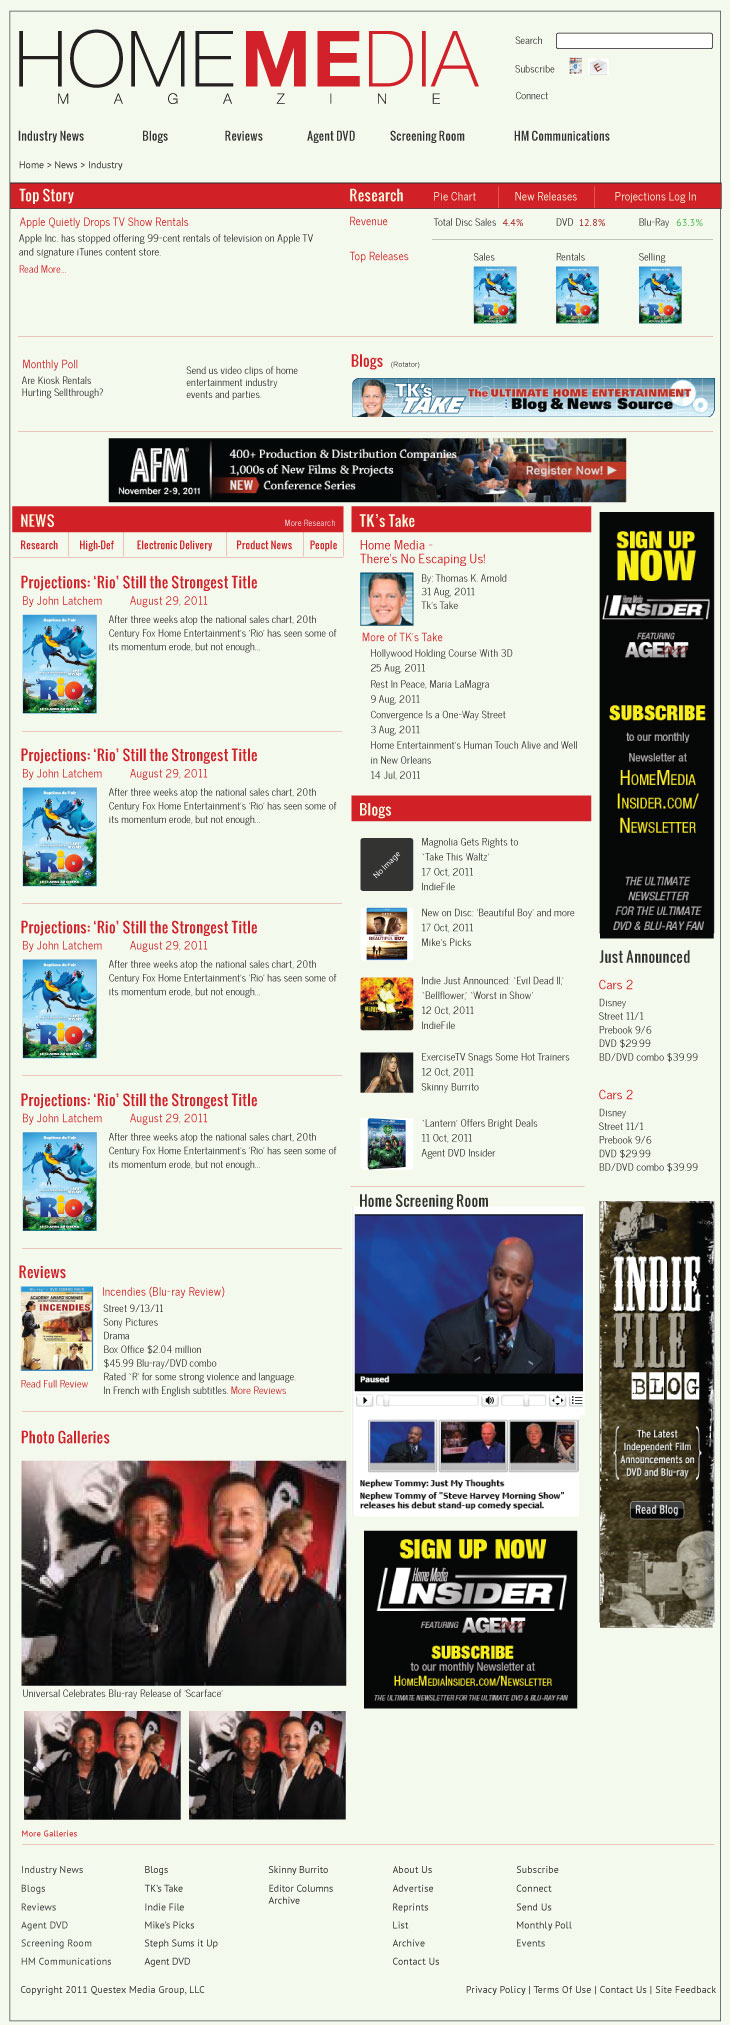 HOMEMEDIA
MAGAZINE
Search
Subscribe
Connect
Industry News Blogs Reviews Agent DVD Screening Room HM Communications
Home > News > Industry
Top Story
Apple Quietly Drops TV Show Rentals
Apple Inc. has stopped offering 99-cent rentals of television on Apple TV
and signature iTunes content store.
Read More...
Research Pie Chart New Releases Projections Log In
Revenue Total Disc Sales 4.4% DVD 12.8% Blu-Ray 63.3%
Top Releases Sales Rentals Selling
Monthly Poll
Are Kiosk Rentals
Hurting Sellthrough?
Send us video clips of home
entertainment industry
events and parties.
Blogs (Rotator)
TK's
TAKE
The ULTIMATE HOME ENTERTAINMENT
Blog & News Source
AFM
November 2-9, 2011
400+ Production & Distribution Companies
1,000s of New Films & Projects
NEW Conference Series
Register Now!
NEWS More Research
Research High-Def Electronic Delivery Product News People
Projections: ‘Rio’ Still the Strongest Title
By John Latchem August 29, 2011
After three weeks atop the national sales chart, 20th
Century Fox Home Entertainment's ‘Rio’ has seen some of
its momentum erode, but not enough...
Rio
Projections: ‘Rio’ Still the Strongest Title
By John Latchem August 29, 2011
After three weeks atop the national sales chart, 20th
Century Fox Home Entertainment's ‘Rio’ has seen some of
its momentum erode, but not enough...
Rio
Projections: ‘Rio’ Still the Strongest Title
By John Latchem August 29, 2011
After three weeks atop the national sales chart, 20th
Century Fox Home Entertainment's ‘Rio’ has seen some of
its momentum erode, but not enough...
Rio
Projections: ‘Rio’ Still the Strongest Title
By John Latchem August 29, 2011
After three weeks atop the national sales chart, 20th
Century Fox Home Entertainment's ‘Rio’ has seen some of
its momentum erode, but not enough...
Rio
Reviews
INCENDIES
Incendies (Blu-ray Review)
Street 9/13/11
Sony Pictures
Drama
Box Office $2.04 million
$45.99 Blu-ray/DVD combo
Rated ‘R’ for some strong violence and language.
In French with English subtitles. More Reviews
Read Full Review
Photo Galleries
Universal Celebrates Blu-ray Release of ‘Scarface’
More Galleries
TK's Take
Home Media -
There's No Escaping Us!
By: Thomas K. Arnold
31 Aug, 2011
Tk's Take
More of TK's Take
Hollywood Holding Course With 3D
25 Aug, 2011
Rest In Peace, Maria LaMagra
9 Aug, 2011
Convergence Is a One-Way Street
3 Aug, 2011
Home Entertainment's Human Touch Alive and Well
in New Orleans
14 Jul, 2011
Blogs
No Image
Magnolia Gets Rights to
‘Take This Waltz’
17 Oct, 2011
IndieFile
New on Disc: ‘Beautiful Boy’ and more
17 Oct, 2011
Mike's Picks
Indie Just Announced: ‘Evil Dead II,’
‘Bellflower,’ ‘Worst in Show’
12 Oct, 2011
IndieFile
ExerciseTV Snags Some Hot Trainers
12 Oct, 2011
Skinny Burrito
‘Lantern’ Offers Bright Deals
11 Oct, 2011
Agent DVD Insider
Home Screening Room
Paused
Nephew Tommy: Just My Thoughts
Nephew Tommy of "Steve Harvey Morning Show"
releases his debut stand-up comedy special.
SIGN UP NOW
Home Media
INSIDER
FEATURING AGENT
SUBSCRIBE
to our monthly Newsletter at
HOMEMEDIAINSIDER.COM/NEWSLETTER
THE ULTIMATE NEWSLETTER FOR THE ULTIMATE DVD & BLU-RAY FAN
SIGN UP
NOW
Home Media
INSIDER
FEATURING
AGENT
SUBSCRIBE
to our monthly
Newsletter at
HOMEMEDIA
INSIDER.COM/
NEWSLETTER
THE ULTIMATE
NEWSLETTER
FOR THE ULTIMATE
DVD & BLU-RAY FAN
Just Announced
Cars 2
Disney
Street 11/1
Prebook 9/6
DVD $29.99
BD/DVD combo $39.99
Cars 2
Disney
Street 11/1
Prebook 9/6
DVD $29.99
BD/DVD combo $39.99
INDIE
FILE
BLOG
The Latest
Independent Film
Announcements on
DVD and Blu-ray
Read Blog
Industry News Blogs Skinny Burrito About Us Subscribe
Blogs TK's Take Editor Columns Advertise Connect
Archive
Reviews Indie File Reprints Send Us
Agent DVD Mike's Picks List Monthly Poll
Screening Room Steph Sums it Up Archive Events
HM Communications Agent DVD Contact Us
Copyright 2011 Questex Media Group, LLC Privacy Policy | Terms Of Use | Contact Us | Site Feedback